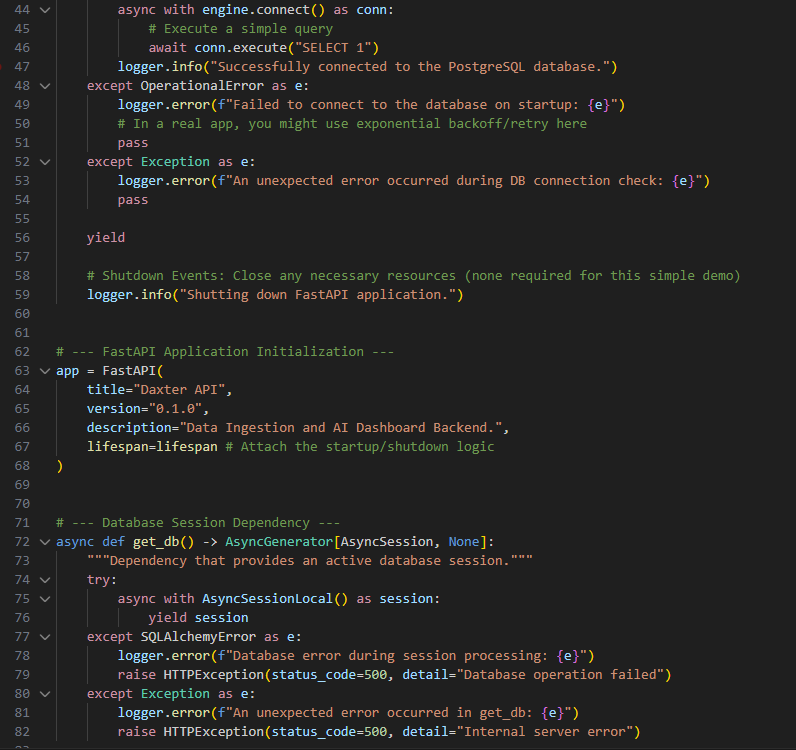 44 async with engine.connect() as conn:
45 # Execute a simple query
46 await conn.execute("SELECT 1")
47 logger.info("Successfully connected to the PostgreSQL database.")
48 except OperationalError as e:
49 logger.error(f"Failed to connect to the database on startup: {e}")
50 # In a real app, you might use exponential backoff/retry here
51 pass
52 except Exception as e:
53 logger.error(f"An unexpected error occurred during DB connection check: {e}")
54 pass
55
56 yield
57
58 # Shutdown Events: Close any necessary resources (none required for this simple demo)
59 logger.info("Shutting down FastAPI application.")
60
61
62 # --- FastAPI Application Initialization ---
63 app = FastAPI(
64 title="Daxter API",
65 version="0.1.0",
66 description="Data Ingestion and AI Dashboard Backend.",
67 lifespan=lifespan # Attach the startup/shutdown logic
68 )
69
70
71 # --- Database Session Dependency ---
72 async def get_db() -> AsyncGenerator[AsyncSession, None]:
73 """Dependency that provides an active database session."""
74 try:
75 async with AsyncSessionLocal() as session:
76 yield session
77 except SQLAlchemyError as e:
78 logger.error(f"Database error during session processing: {e}")
79 raise HTTPException(status_code=500, detail="Database operation failed")
80 except Exception as e:
81 logger.error(f"An unexpected error occurred in get_db: {e}")
82 raise HTTPException(status_code=500, detail="Internal server error")